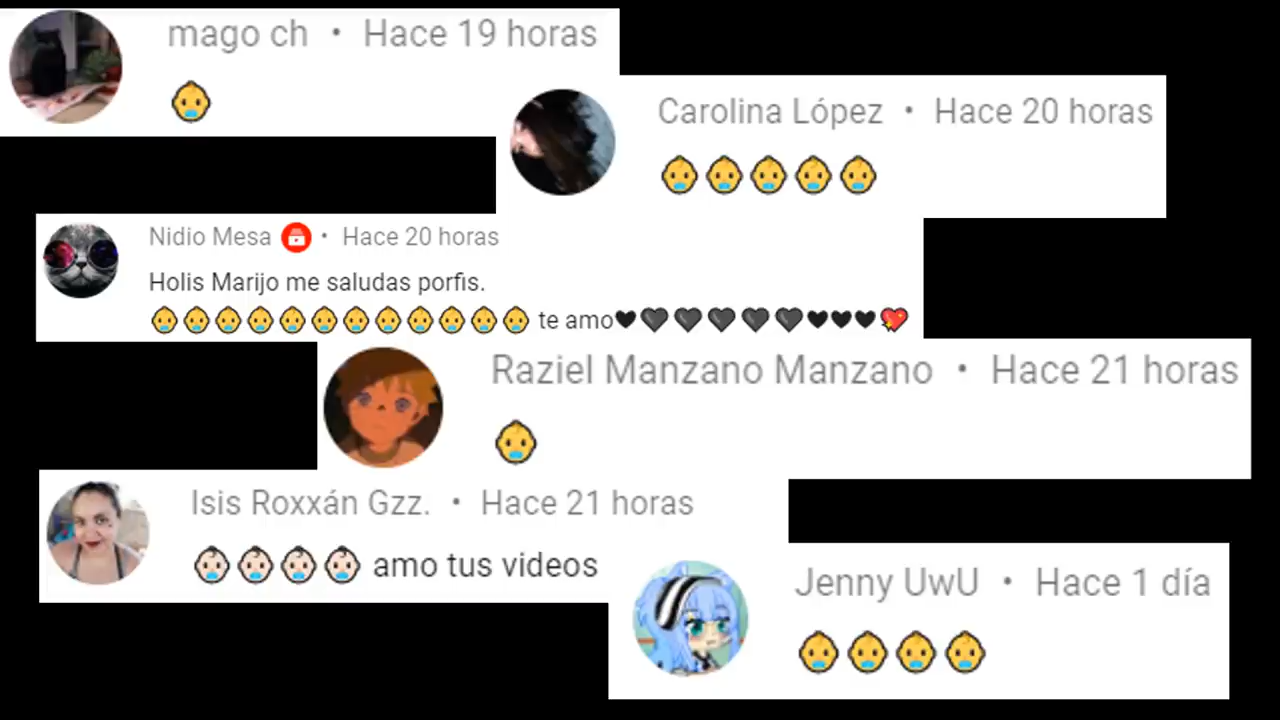 mago ch • Hace 19 horas
👶
Carolina López • Hace 20 horas
👶👶👶👶👶
Nidio Mesa • Hace 20 horas
Holis Marijo me saludas porfis.
👶👶👶👶👶👶👶👶👶👶👶👶 te amo🖤🖤🖤🖤🖤🖤🖤🖤🖤💖
Raziel Manzano Manzano • Hace 21 horas
👶
Isis Roxxán Gzz. • Hace 21 horas
👶🏻👶🏻👶🏻👶🏻 amo tus videos
Jenny UwU • Hace 1 día
👶👶👶👶